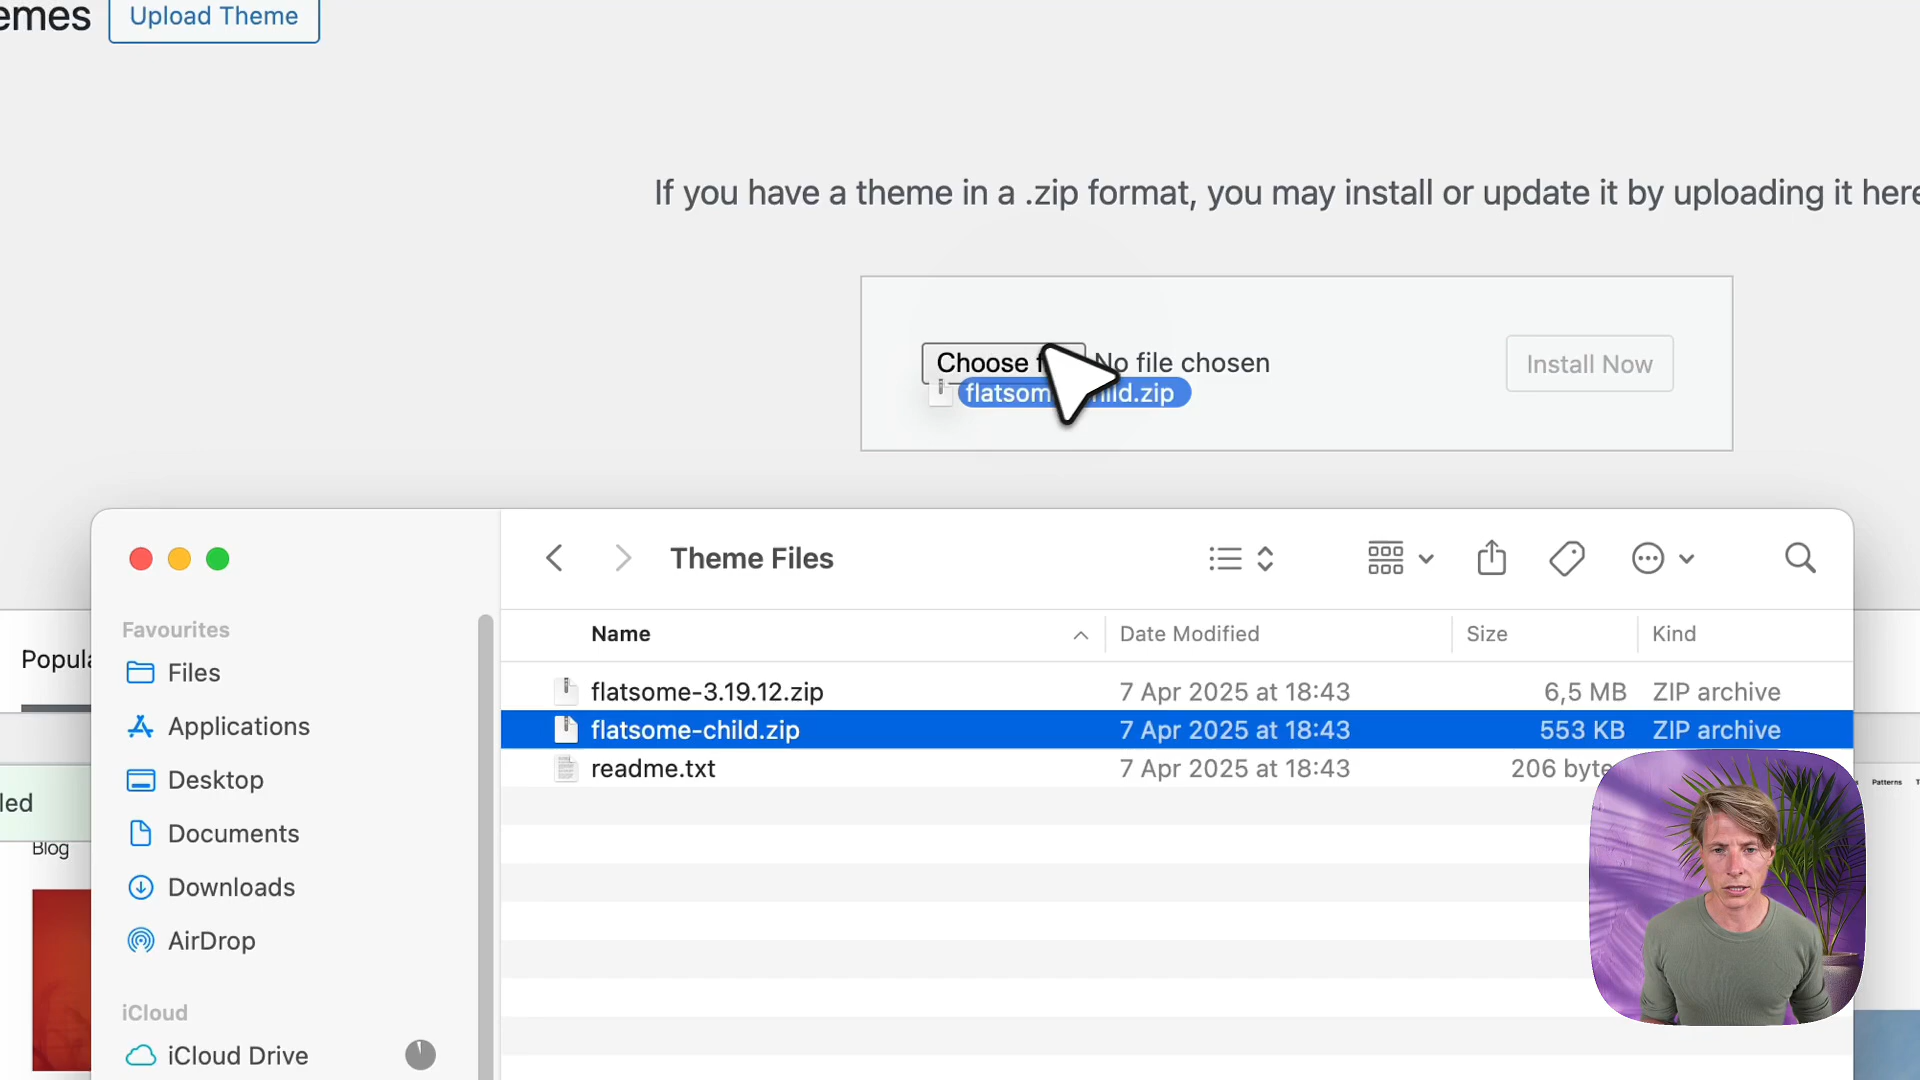 Upload Theme
If you have a theme in a .zip format, you may install or update it by uploading it here
No file chosen
Install Now
Theme Files
Name
Date Modified
Size
Kind
flatsome-3.19.12.zip
7 Apr 2025 at 18:43
6,5 MB
ZIP archive
flatsome-child.zip
7 Apr 2025 at 18:43
553 KB
ZIP archive
readme.txt
7 Apr 2025 at 18:43
206
Favourites
Files
Applications
Desktop
Documents
Downloads
AirDrop
iCloud
iCloud Drive
Blog
Patterns